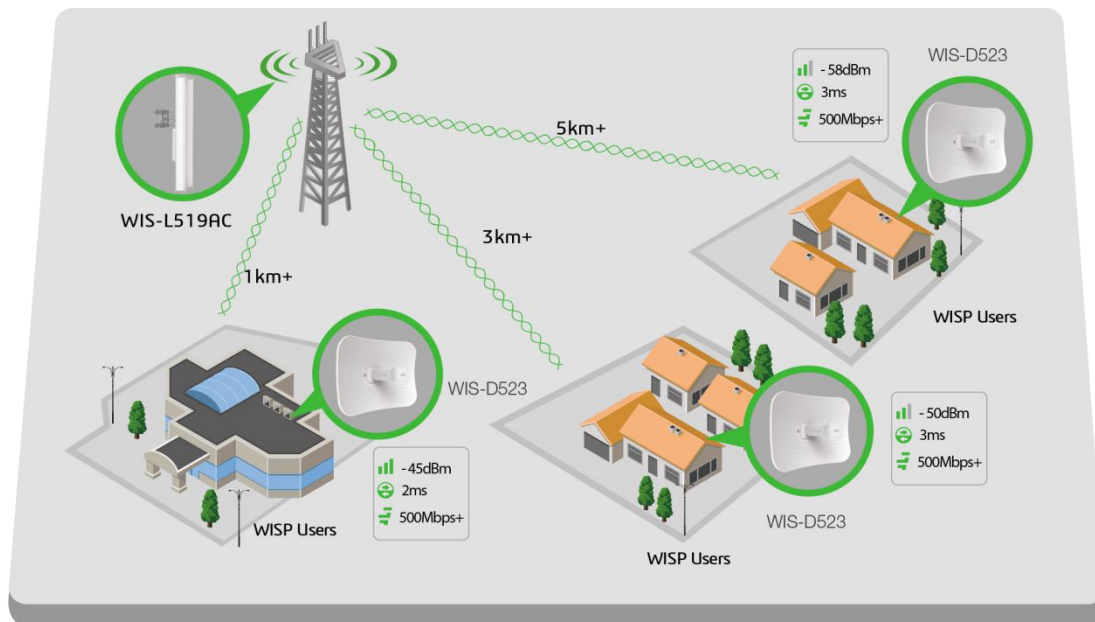 WIS-D523
-58dBm
3ms
500Mbps+
5km+
WIS-L519AC
3km+
1km+
WISP Users
WIS-D523
-50dBm
3ms
500Mbps+
-45dBm
2ms
500Mbps+
WIS-D523
WISP Users
WISP Users